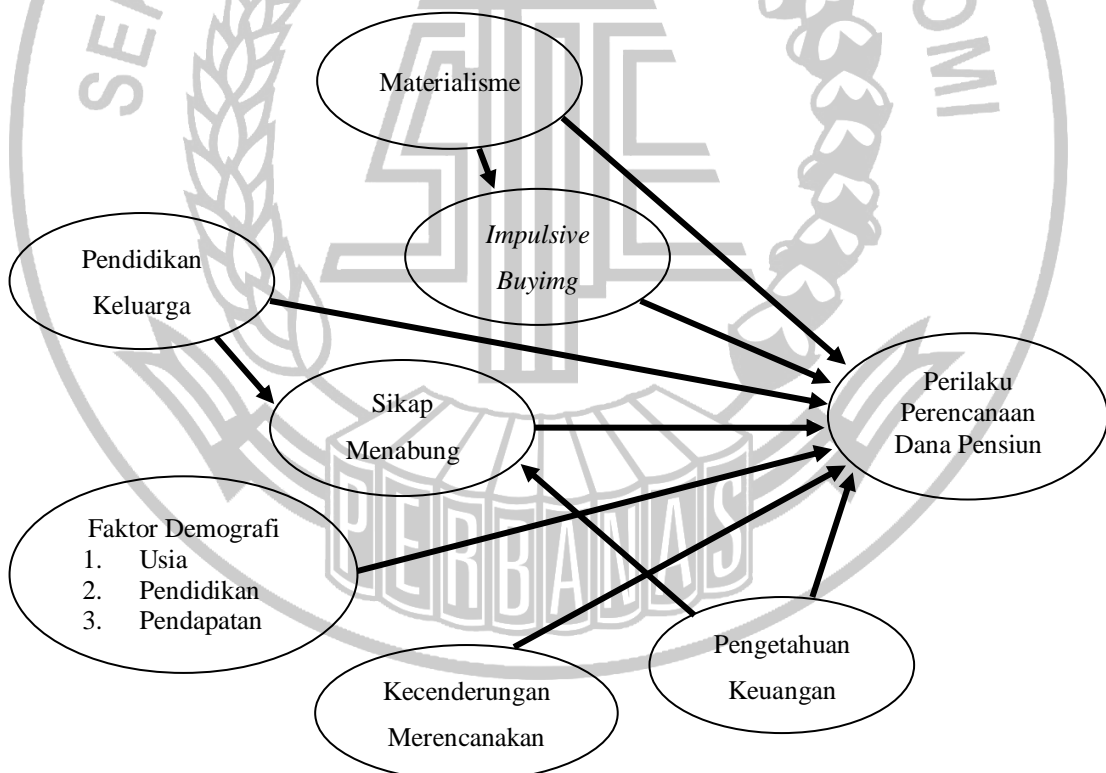 Materialisme
Impulsive
Buyimg
Pendidikan
Keluarga
Sikap
Menabung
Perilaku
Perencanaan
Dana Pensiun
Faktor Demografi
1. Usia
2. Pendidikan
3. Pendapatan
Pengetahuan
Keuangan
Kecenderungan
Merencanakan
PERBANAS